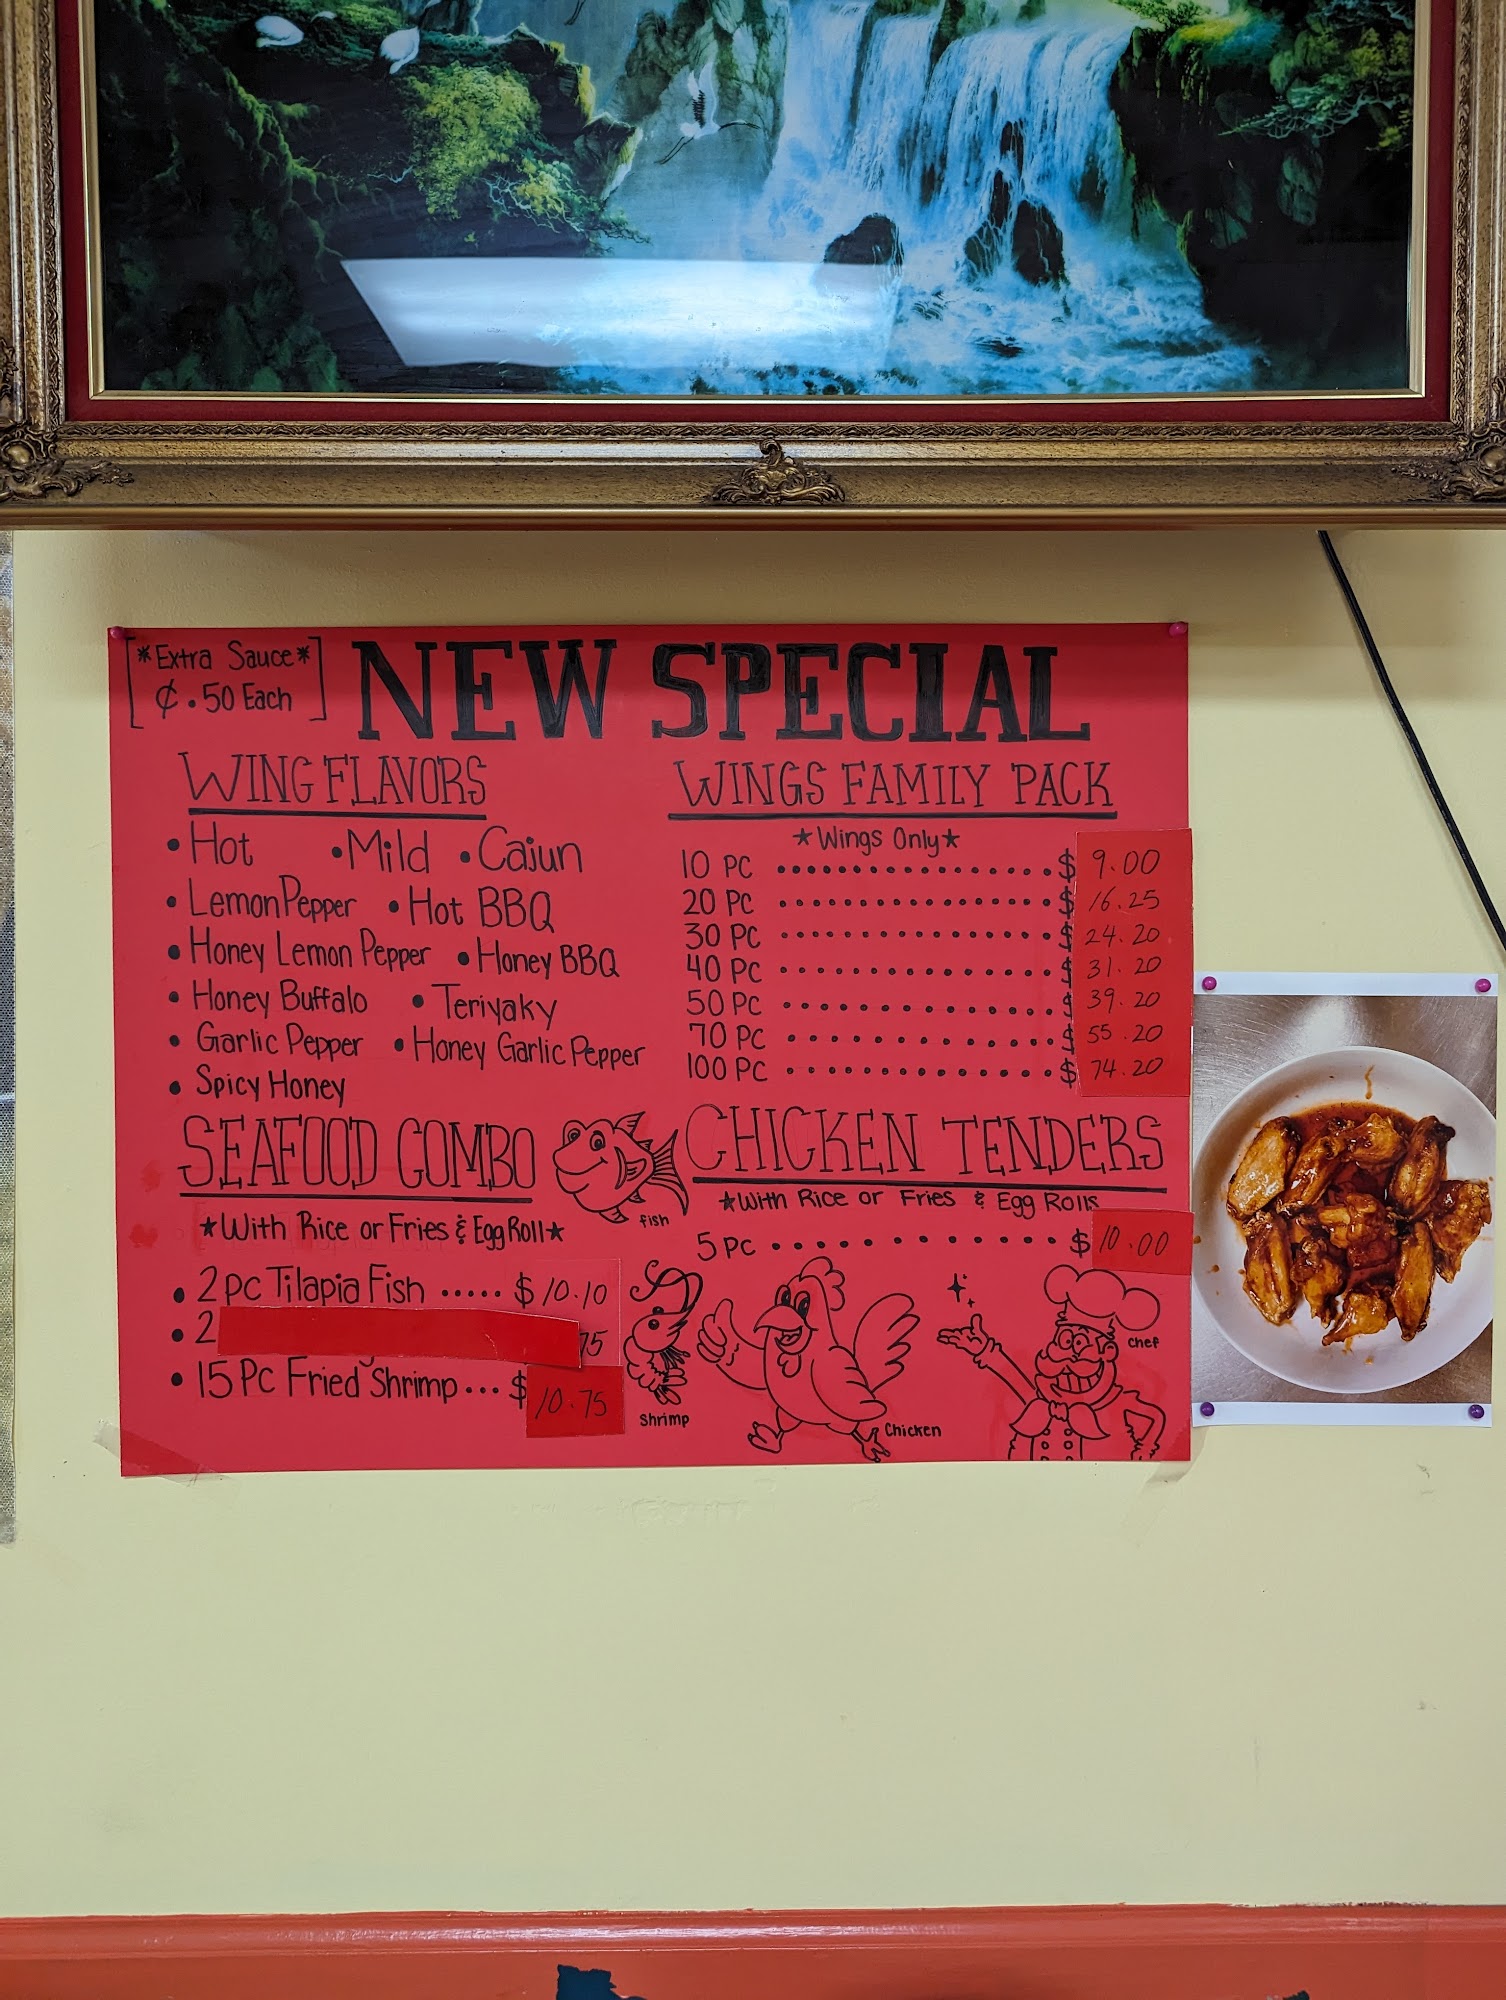 *Extra Sauce*
¢.50 Each
NEW SPECIAL
WING FLAVORS
• Hot • Mild • Cajun
• Lemon Pepper • Hot BBQ
• Honey Lemon Pepper • Honey BBQ
• Honey Buffalo • Teriyaky
• Garlic Pepper • Honey Garlic Pepper
• Spicy Honey
WINGS FAMILY PACK
★Wings Only★
10 PC ................ $ 9.00
20 PC ................ $ 16.25
30 PC ................ $ 24.20
40 PC ................ $ 31.20
50 PC ................ $ 39.20
70 PC ................ $ 55.20
100 PC ................ $ 74.20
SEAFOOD COMBO
★With Rice or Fries & Egg Roll★
• 2 pc Tilapia Fish ..... $ 10.10
• 2 75
• 15 Pc Fried Shrimp ... $ 10.75
fish
Shrimp
CHICKEN TENDERS
★With Rice or Fries & Egg Rolls
5 pc .......... $ 10.00
Chicken
Chef